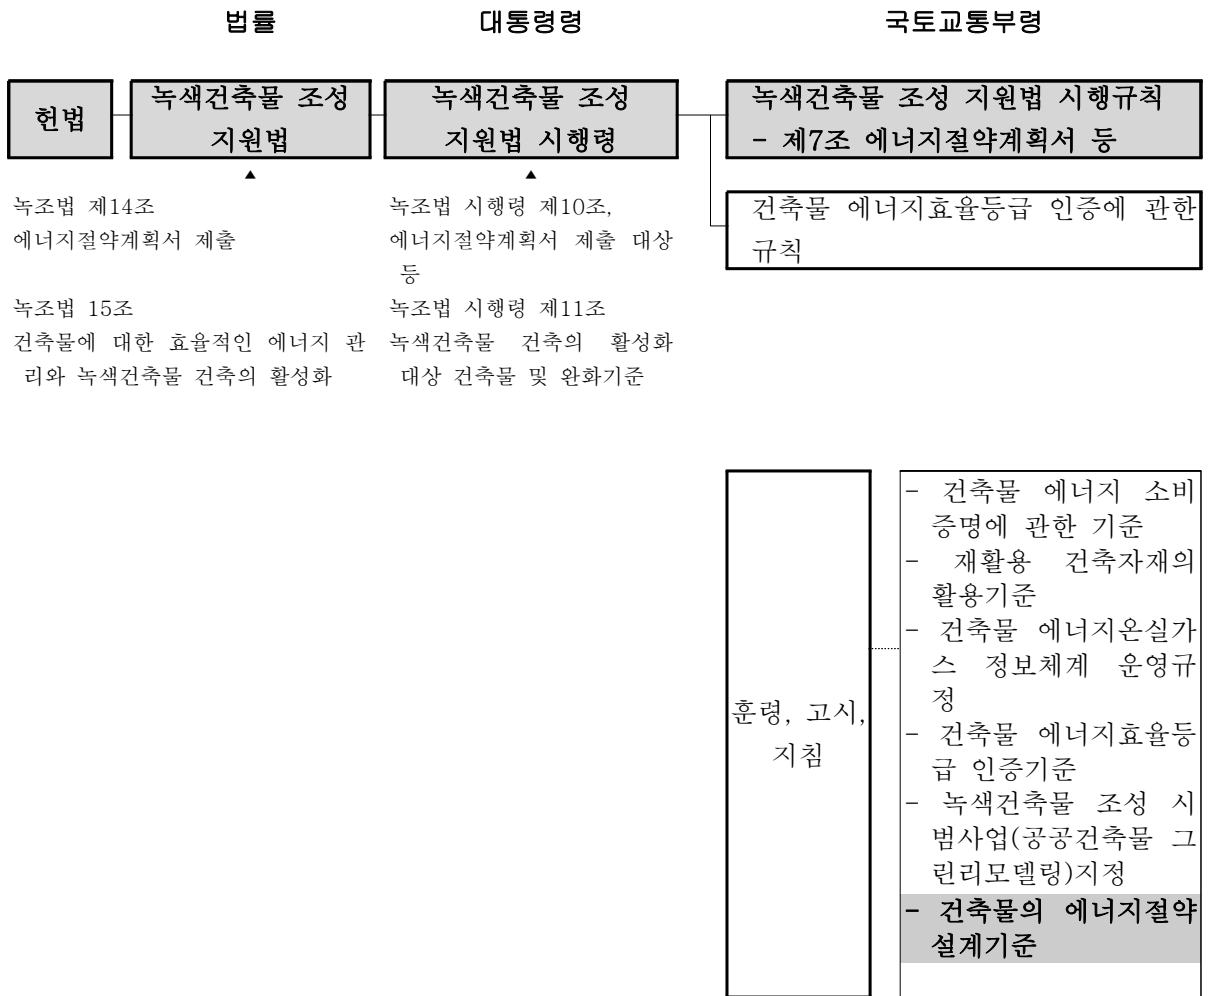 법률
대통령령
국토교통부령
헌법
녹색건축물 조성
지원법
녹색건축물 조성
지원법 시행령
녹색건축물 조성 지원법 시행규칙
- 제7조 에너지절약계획서 등
▲
▲
녹조법 제14조
에너지절약계획서 제출
녹조법 15조
건축물에 대한 효율적인 에너지 관
리와 녹색건축물 건축의 활성화
녹조법 시행령 제10조,
에너지절약계획서 제출 대상
등
녹조법 시행령 제11조
녹색건축물 건축의 활성화
대상 건축물 및 완화기준
건축물 에너지효율등급 인증에 관한
규칙
훈령, 고시,
지침
- 건축물 에너지 소비
증명에 관한 기준
- 재활용 건축자재의
활용기준
- 건축물 에너지온실가
스 정보체계 운영규
정
- 건축물 에너지효율등
급 인증기준
- 녹색건축물 조성 시
범사업(공공건축물 그
린리모델링)지정
- 건축물의 에너지절약
설계기준